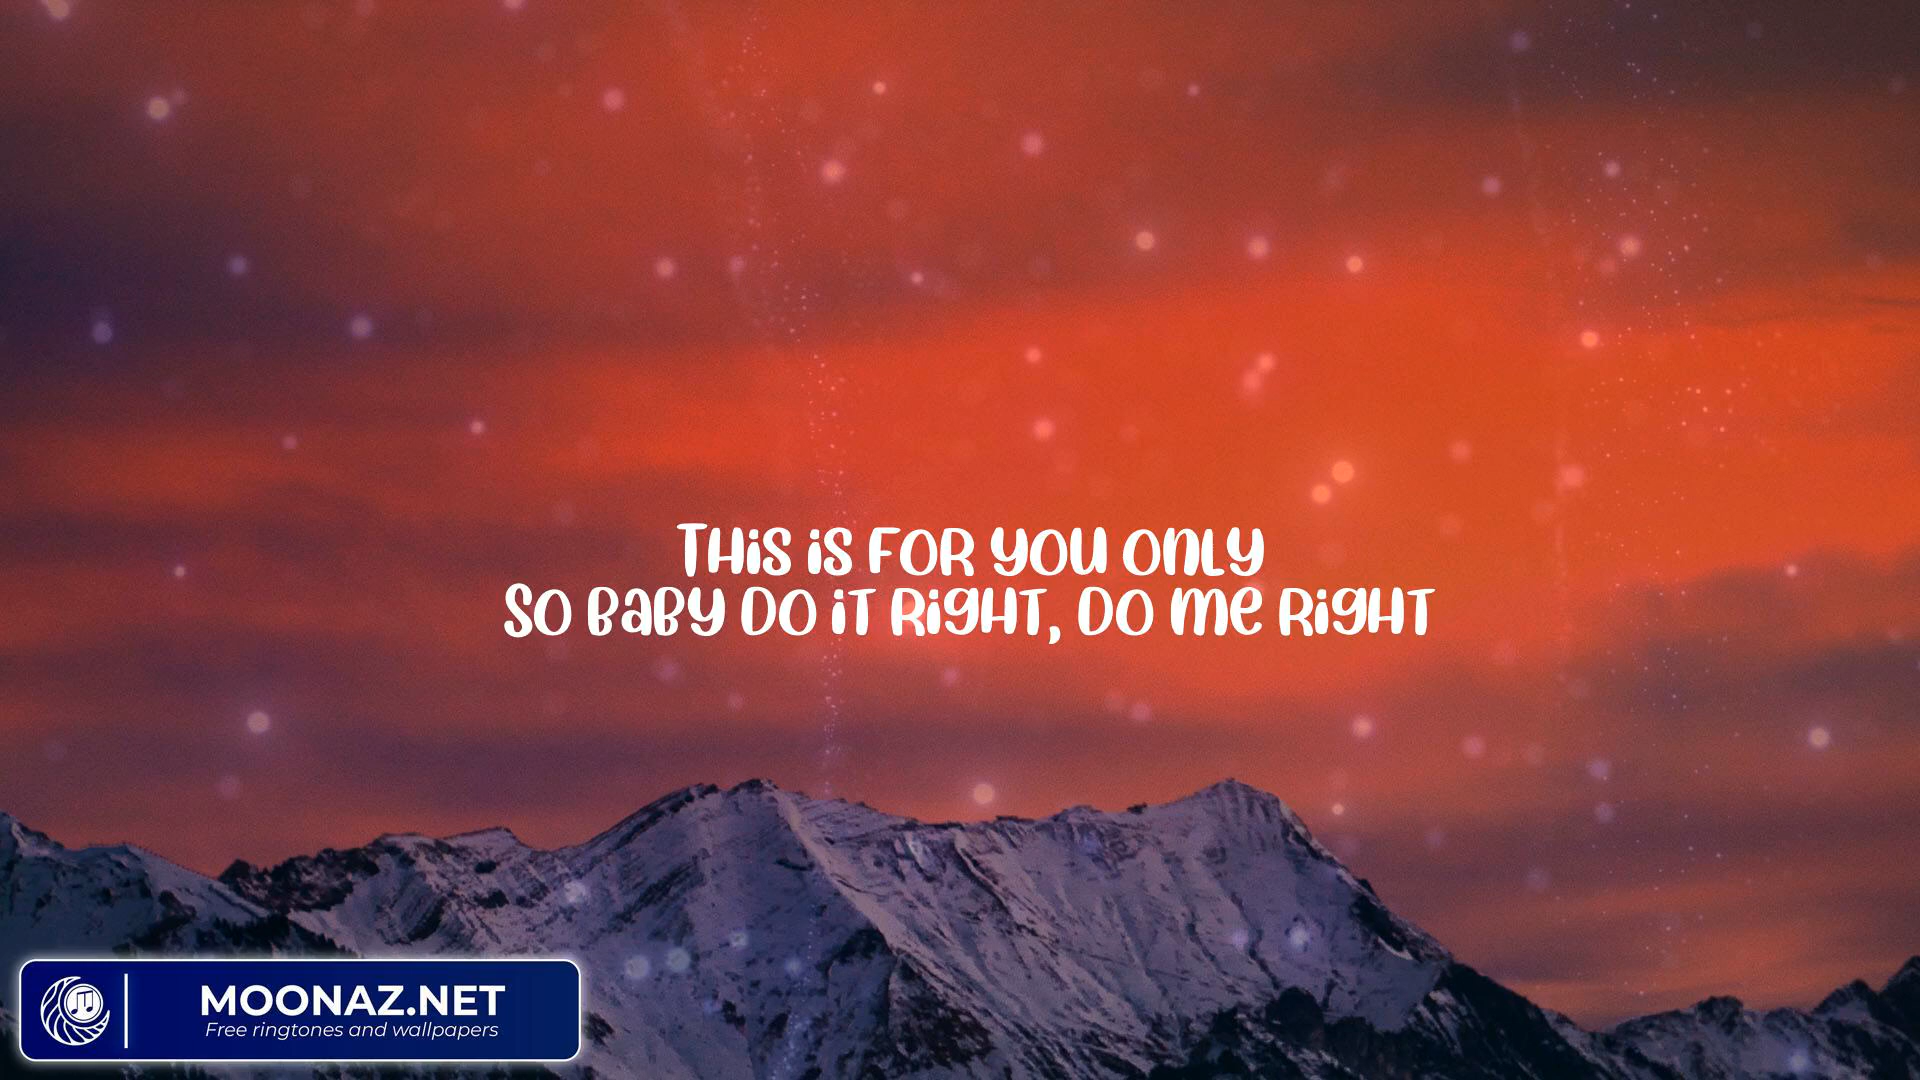 THiS iS FOR YOU ONLY
SO BaBY DO iT RiGHT, DO Me RiGHT
MOONAZ.NET
Free ringtones and wallpapers